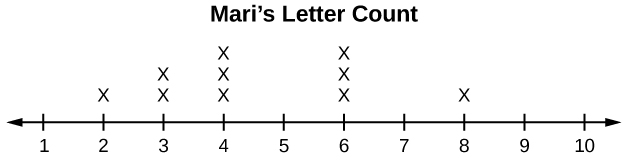 Mari’s Letter Count
X X
X X X
X X X X X
1 2 3 4 5 6 7 8 9 10